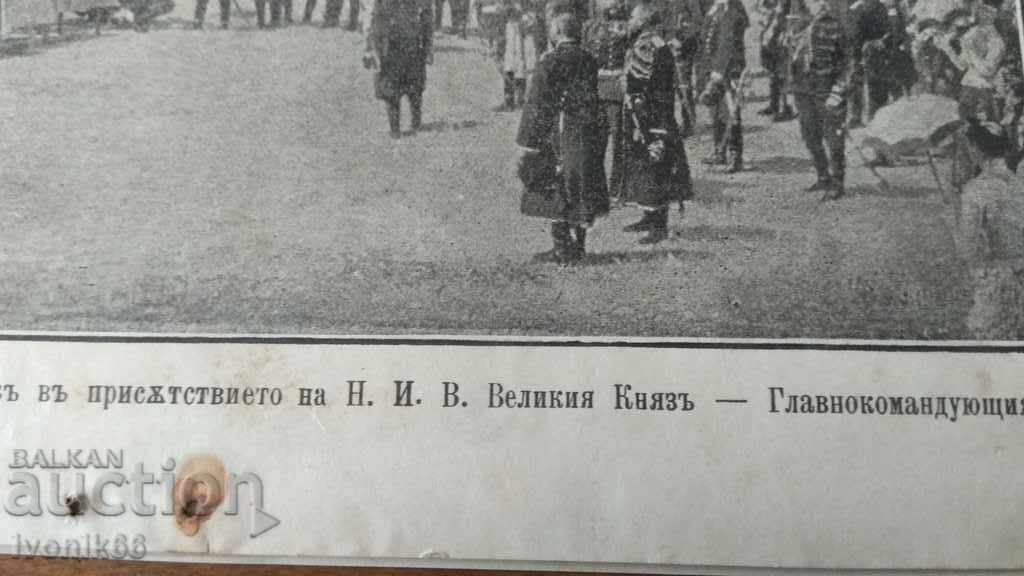 въ присѫтствието на Н. И. В. Великия Князъ — Главнокомандующия
BALKAN
auction
ivonik66